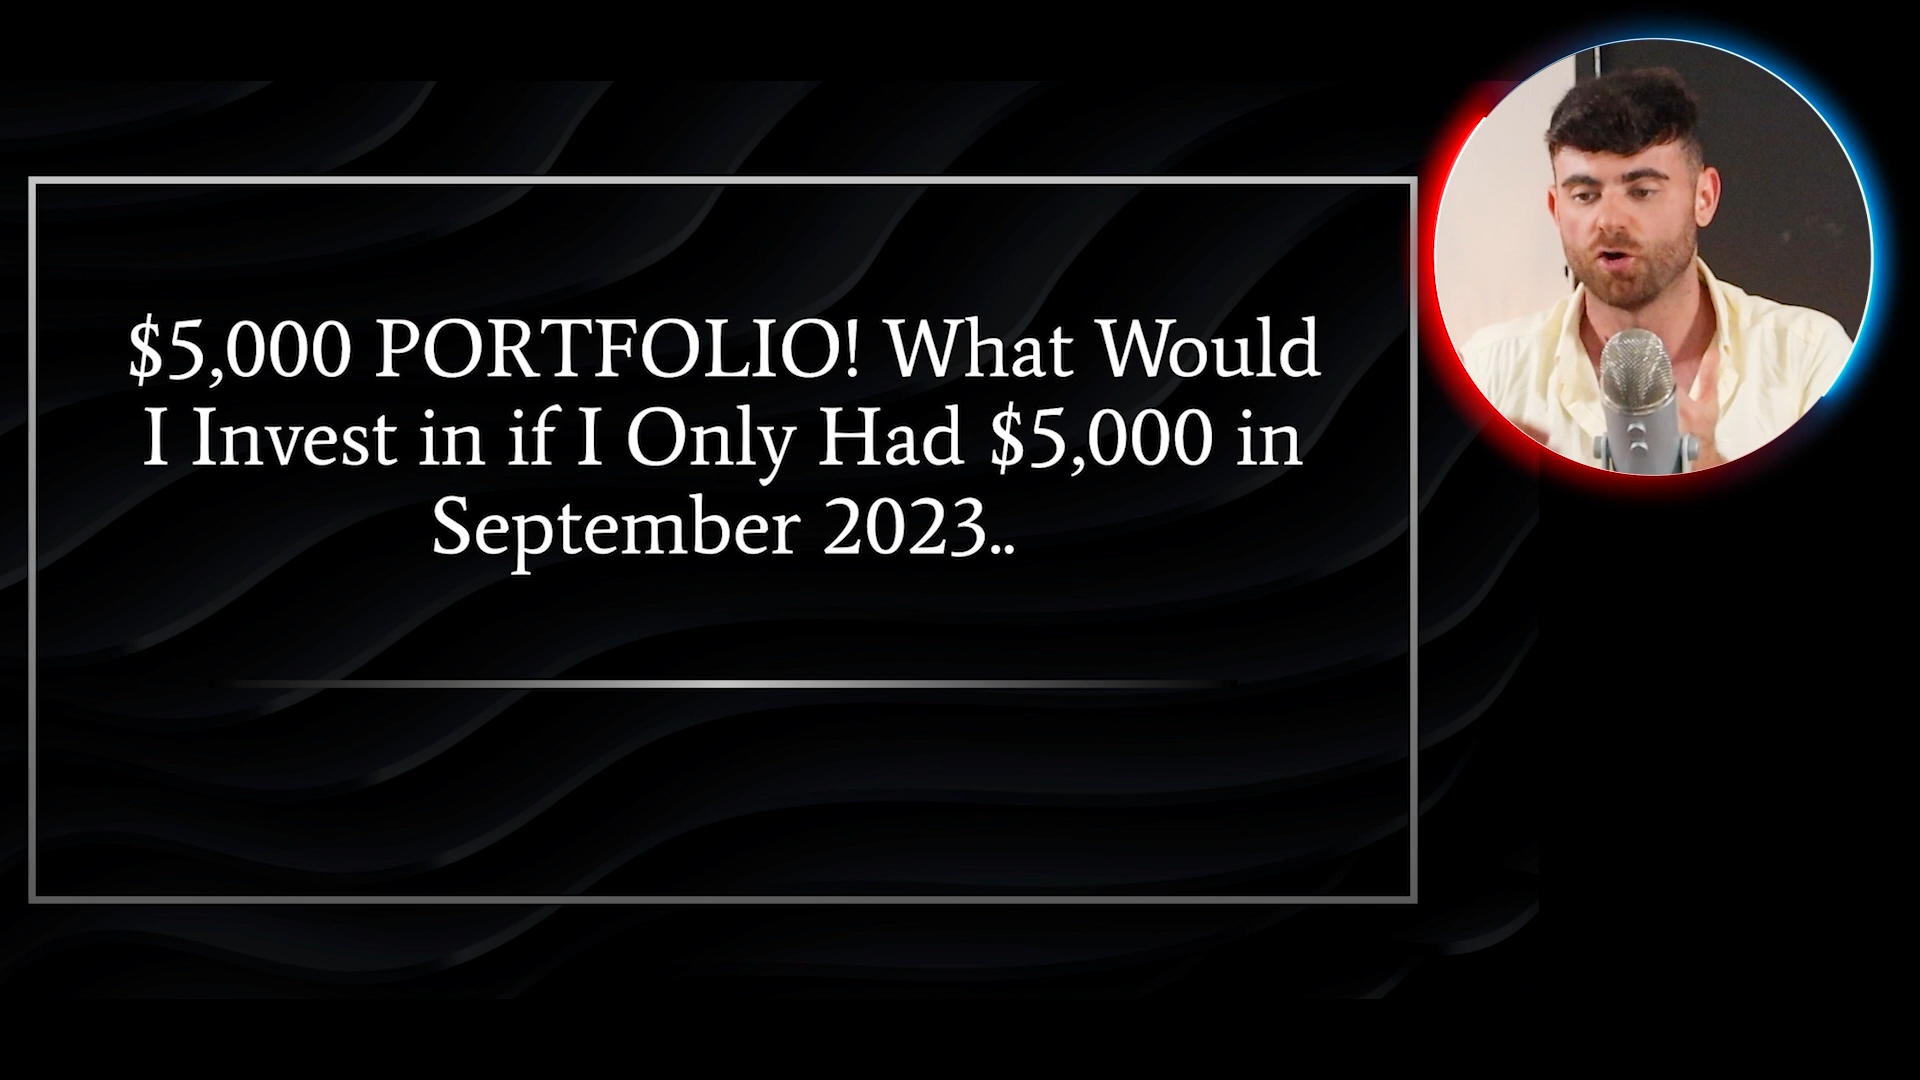 $5,000 PORTFOLIO! What Would
I Invest in if I Only Had $5,000 in
September 2023..